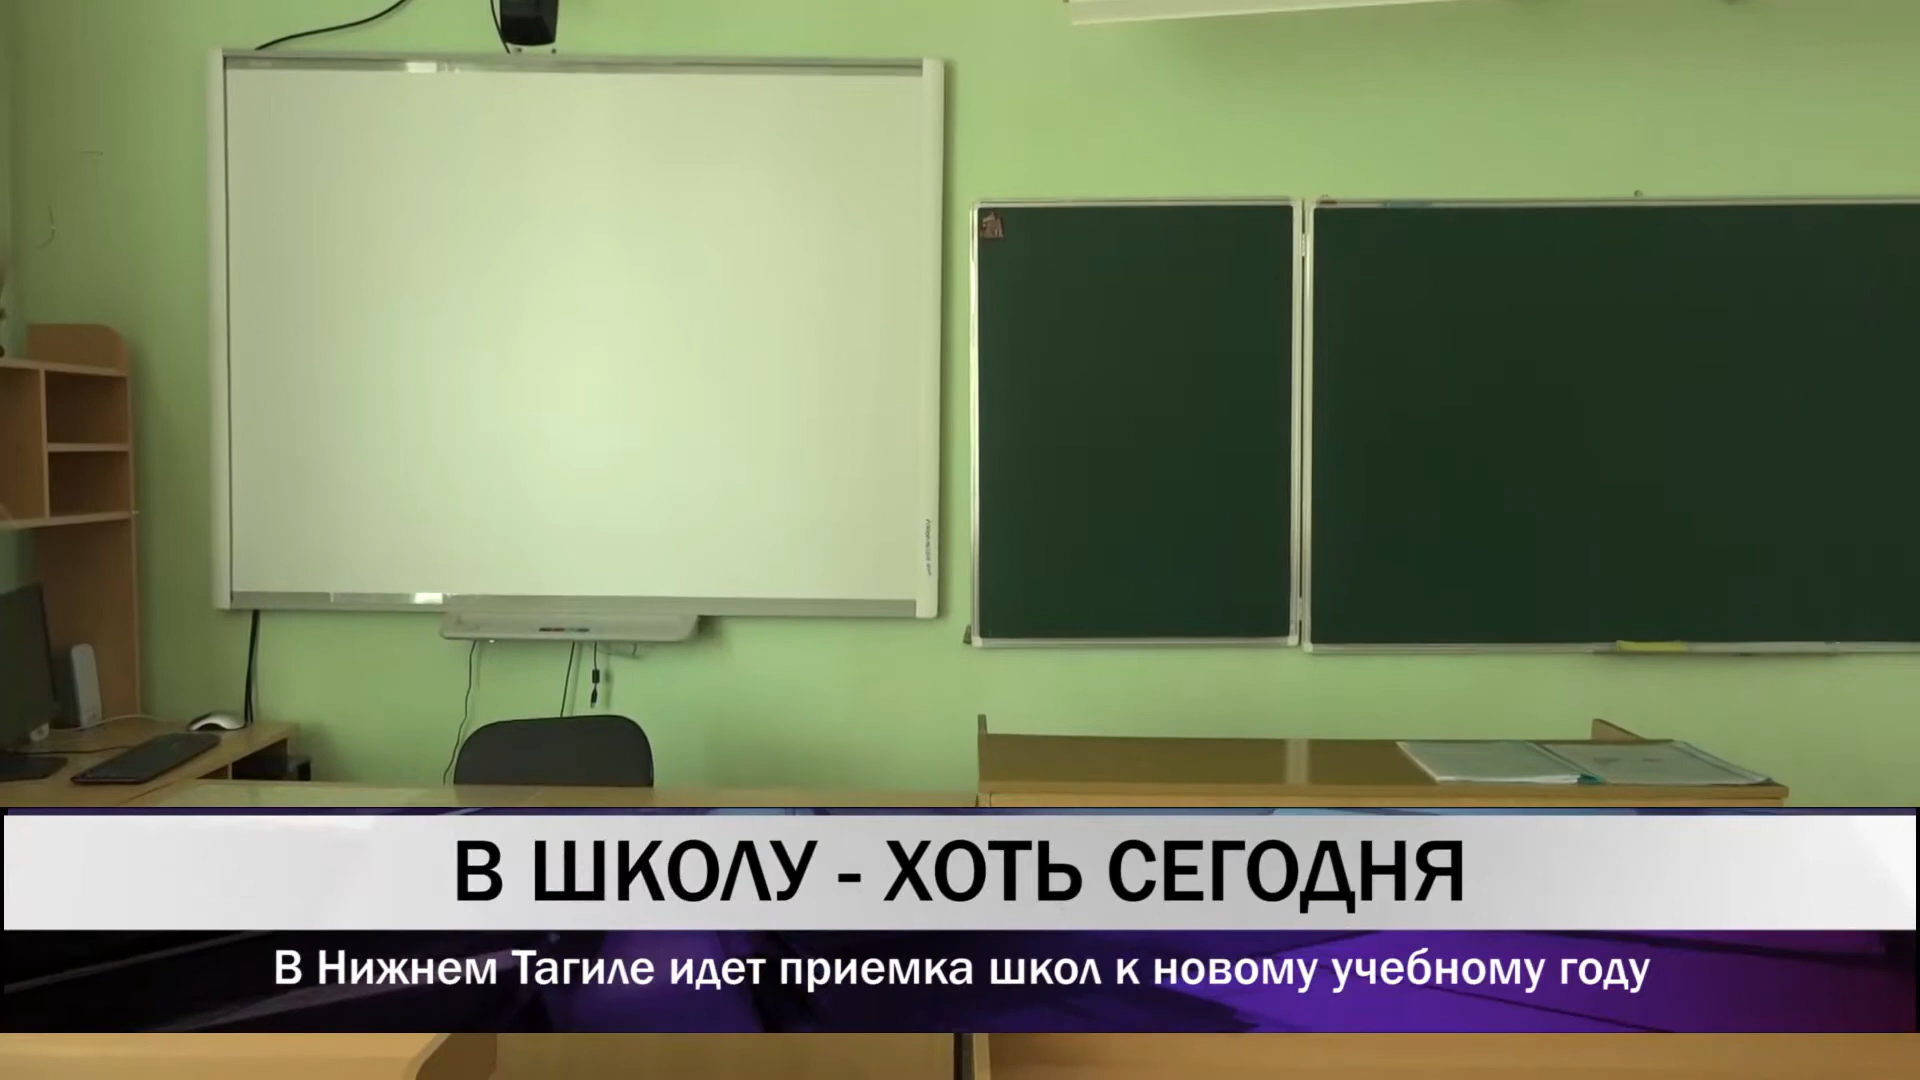 В ШКОЛУ - ХОТЬ СЕГОДНЯ
В Нижнем Тагиле идет приемка школ к новому учебному году